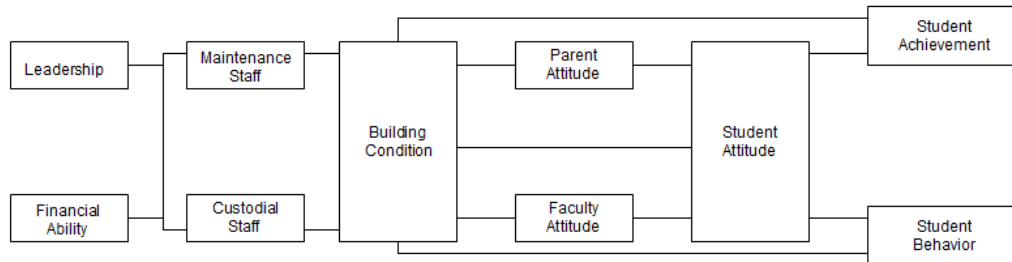 Leadership
Maintenance
Staff
Financial
Ability
Custodial
Staff
Building
Condition
Parent
Attitude
Faculty
Attitude
Student
Attitude
Student
Achievement
Student
Behavior